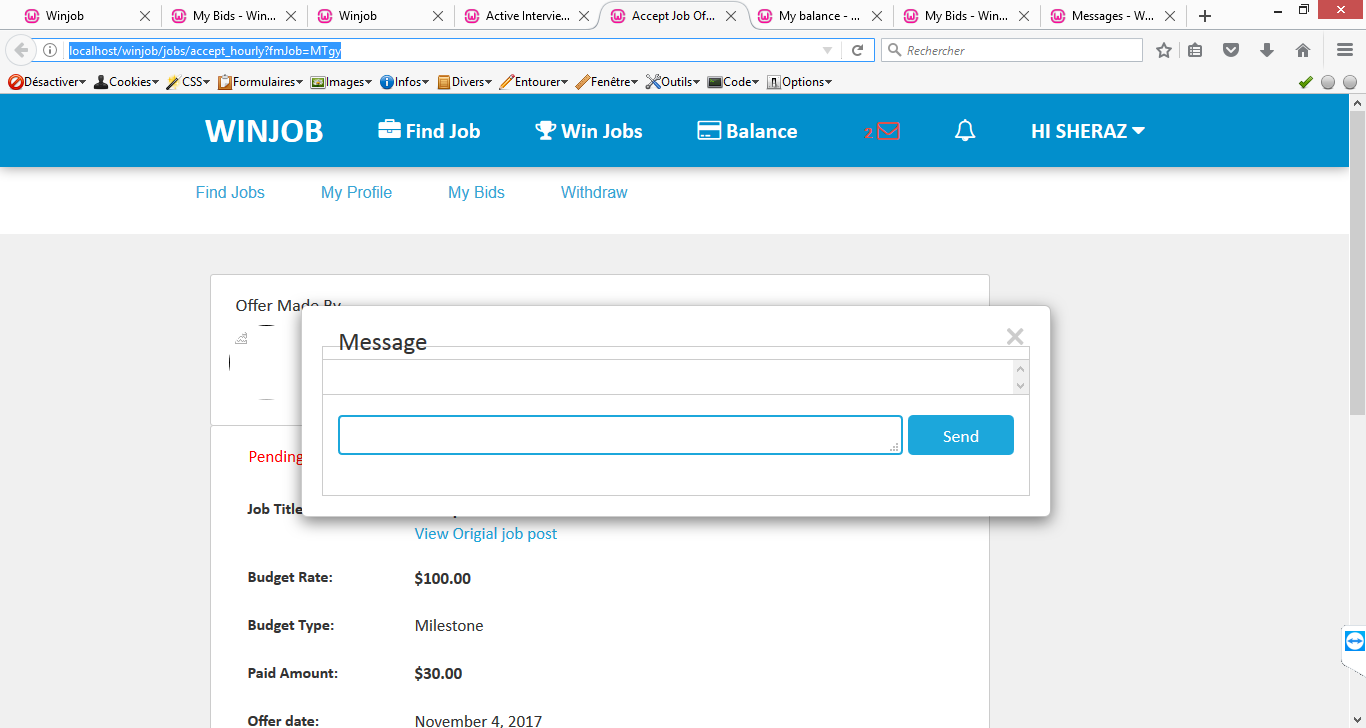 Winjob
My Bids - Win...
Winjob
Active Intervie...
Accept Job Of...
My balance - ...
My Bids - Win...
Messages - W...
localhost/winjob/jobs/accept_hourly?fmJob=MTgy
Rechercher
Désactiver Cookies CSS Formulaires Images Infos Divers Entourer Fenêtre Outils Code Options
WINJOB
Find Job
Win Jobs
Balance
2
HI SHERAZ
Find Jobs
My Profile
My Bids
Withdraw
Offer Made By
Message
Send
Pending
Job Title
View Origial job post
Budget Rate: $100.00
Budget Type: Milestone
Paid Amount: $30.00
Offer date: November 4, 2017